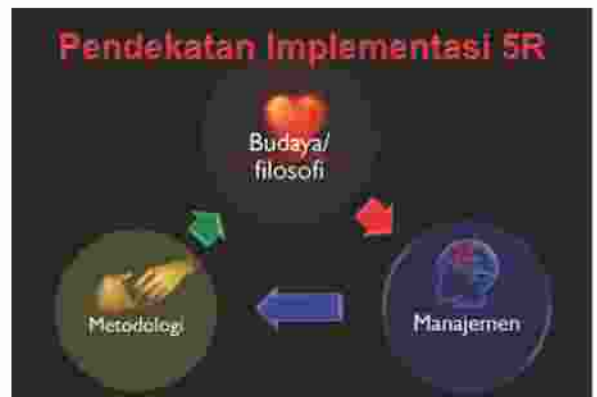 Pendekatan Implementasi 5R
Budaya/
filosofi
Metodologi
Manajemen